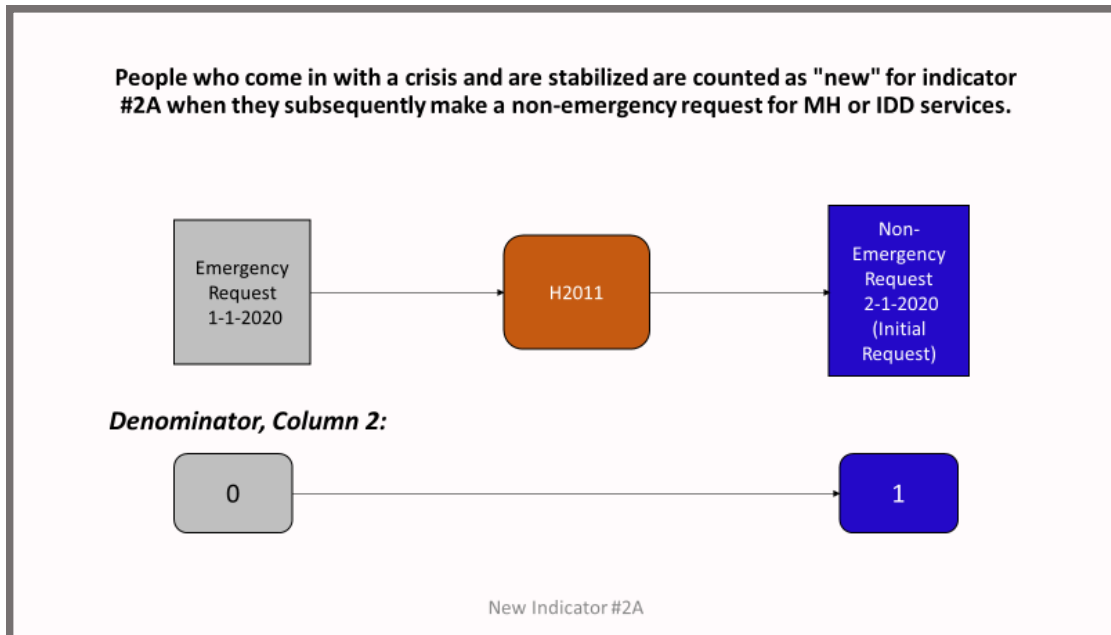 People who come in with a crisis and are stabilized are counted as "new" for indicator
#2A when they subsequently make a non-emergency request for MH or IDD services.
Emergency
Request
1-1-2020
H2011
Non-
Emergency
Request
2-1-2020
(Initial
Request)
Denominator, Column 2:
0
1
New Indicator #2A